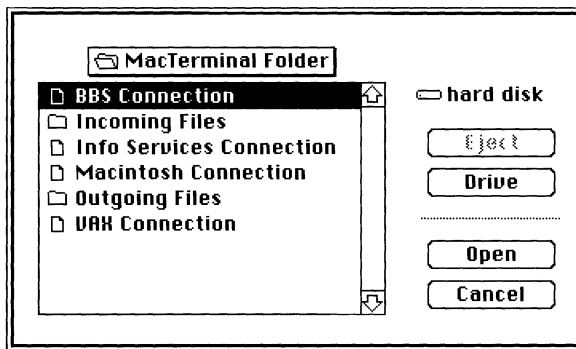 MacTerminal Folder
BBS Connection
Incoming Files
Info Services Connection
Macintosh Connection
Outgoing Files
VAX Connection
hard disk
Eject
Drive
Open
Cancel